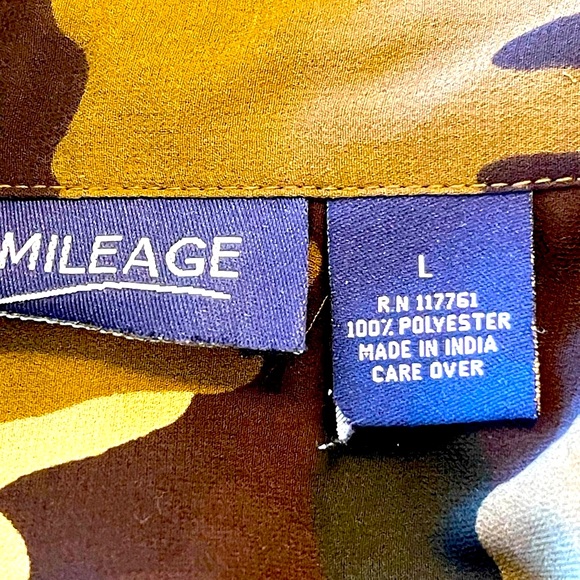 MILEAGE
L
R.N 117761
100% POLYESTER
MADE IN INDIA
CARE OVER